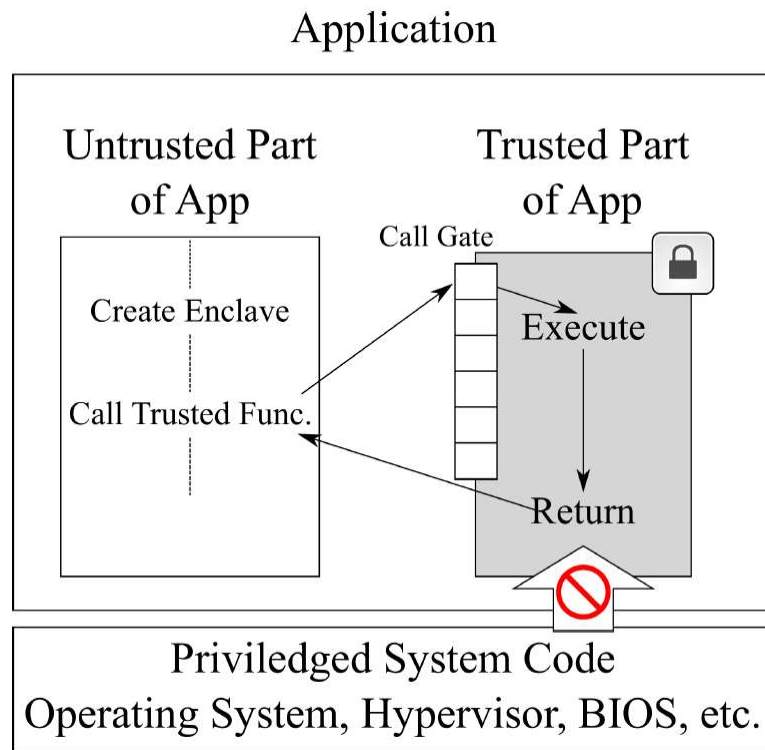 Application
Untrusted Part
of App
Trusted Part
of App
Call Gate
Create Enclave
Execute
Call Trusted Func.
Return
Priviledged System Code
Operating System, Hypervisor, BIOS, etc.